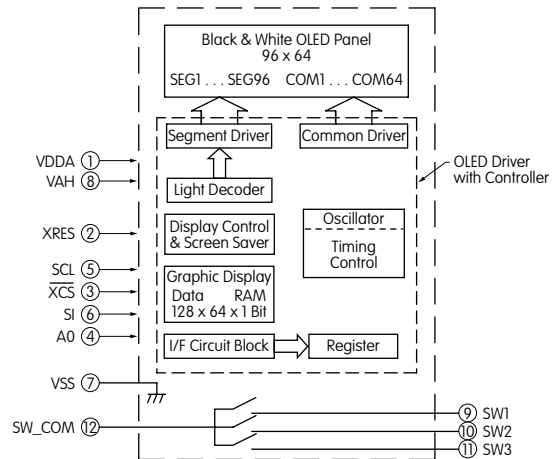 Black & White OLED Panel
96 x 64
SEG1 . . . SEG96 COM1 . . . COM64
Segment Driver
Common Driver
VDDA 1
VAH 8
OLED Driver
with Controller
Light Decoder
XRES 2
Display Control
& Screen Saver
Oscillator
Timing
Control
SCL 5
XCS 3
SI 6
A0 4
Graphic Display
Data RAM
128 x 64 x 1 Bit
I/F Circuit Block
Register
VSS 7
SW_COM 12
9 SW1
10 SW2
11 SW3